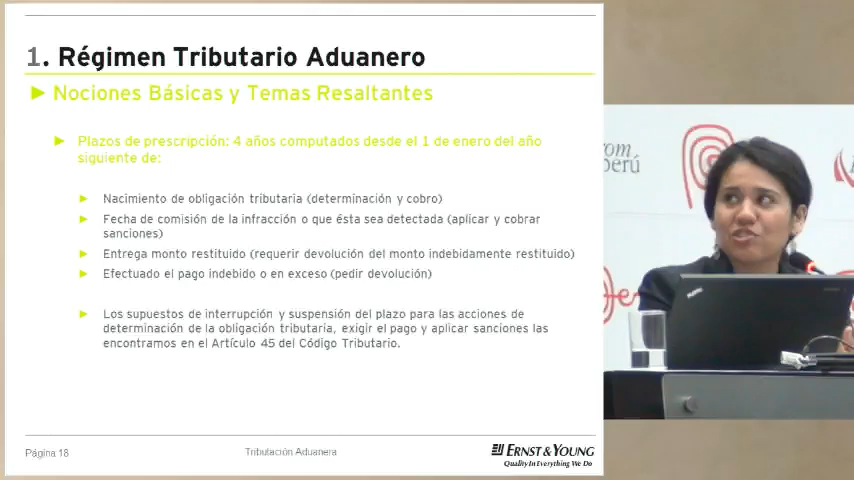 1. Régimen Tributario Aduanero
► Nociones Básicas y Temas Resaltantes
► Plazos de prescripción: 4 años computados desde el 1 de enero del año
siguiente de:
► Nacimiento de obligación tributaria (determinación y cobro)
► Fecha de comisión de la infracción o que ésta sea detectada (aplicar y cobrar
sanciones)
► Entrega monto restituido (requerir devolución del monto indebidamente restituido)
► Efectuado el pago indebido o en exceso (pedir devolución)
► Los supuestos de interrupción y suspensión del plazo para las acciones de
determinación de la obligación tributaria, exigir el pago y aplicar sanciones las
encontramos en el Artículo 45 del Código Tributario.
Página 18
Tributación Aduanera
ERNST & YOUNG
Quality In Everything We Do
om
perú